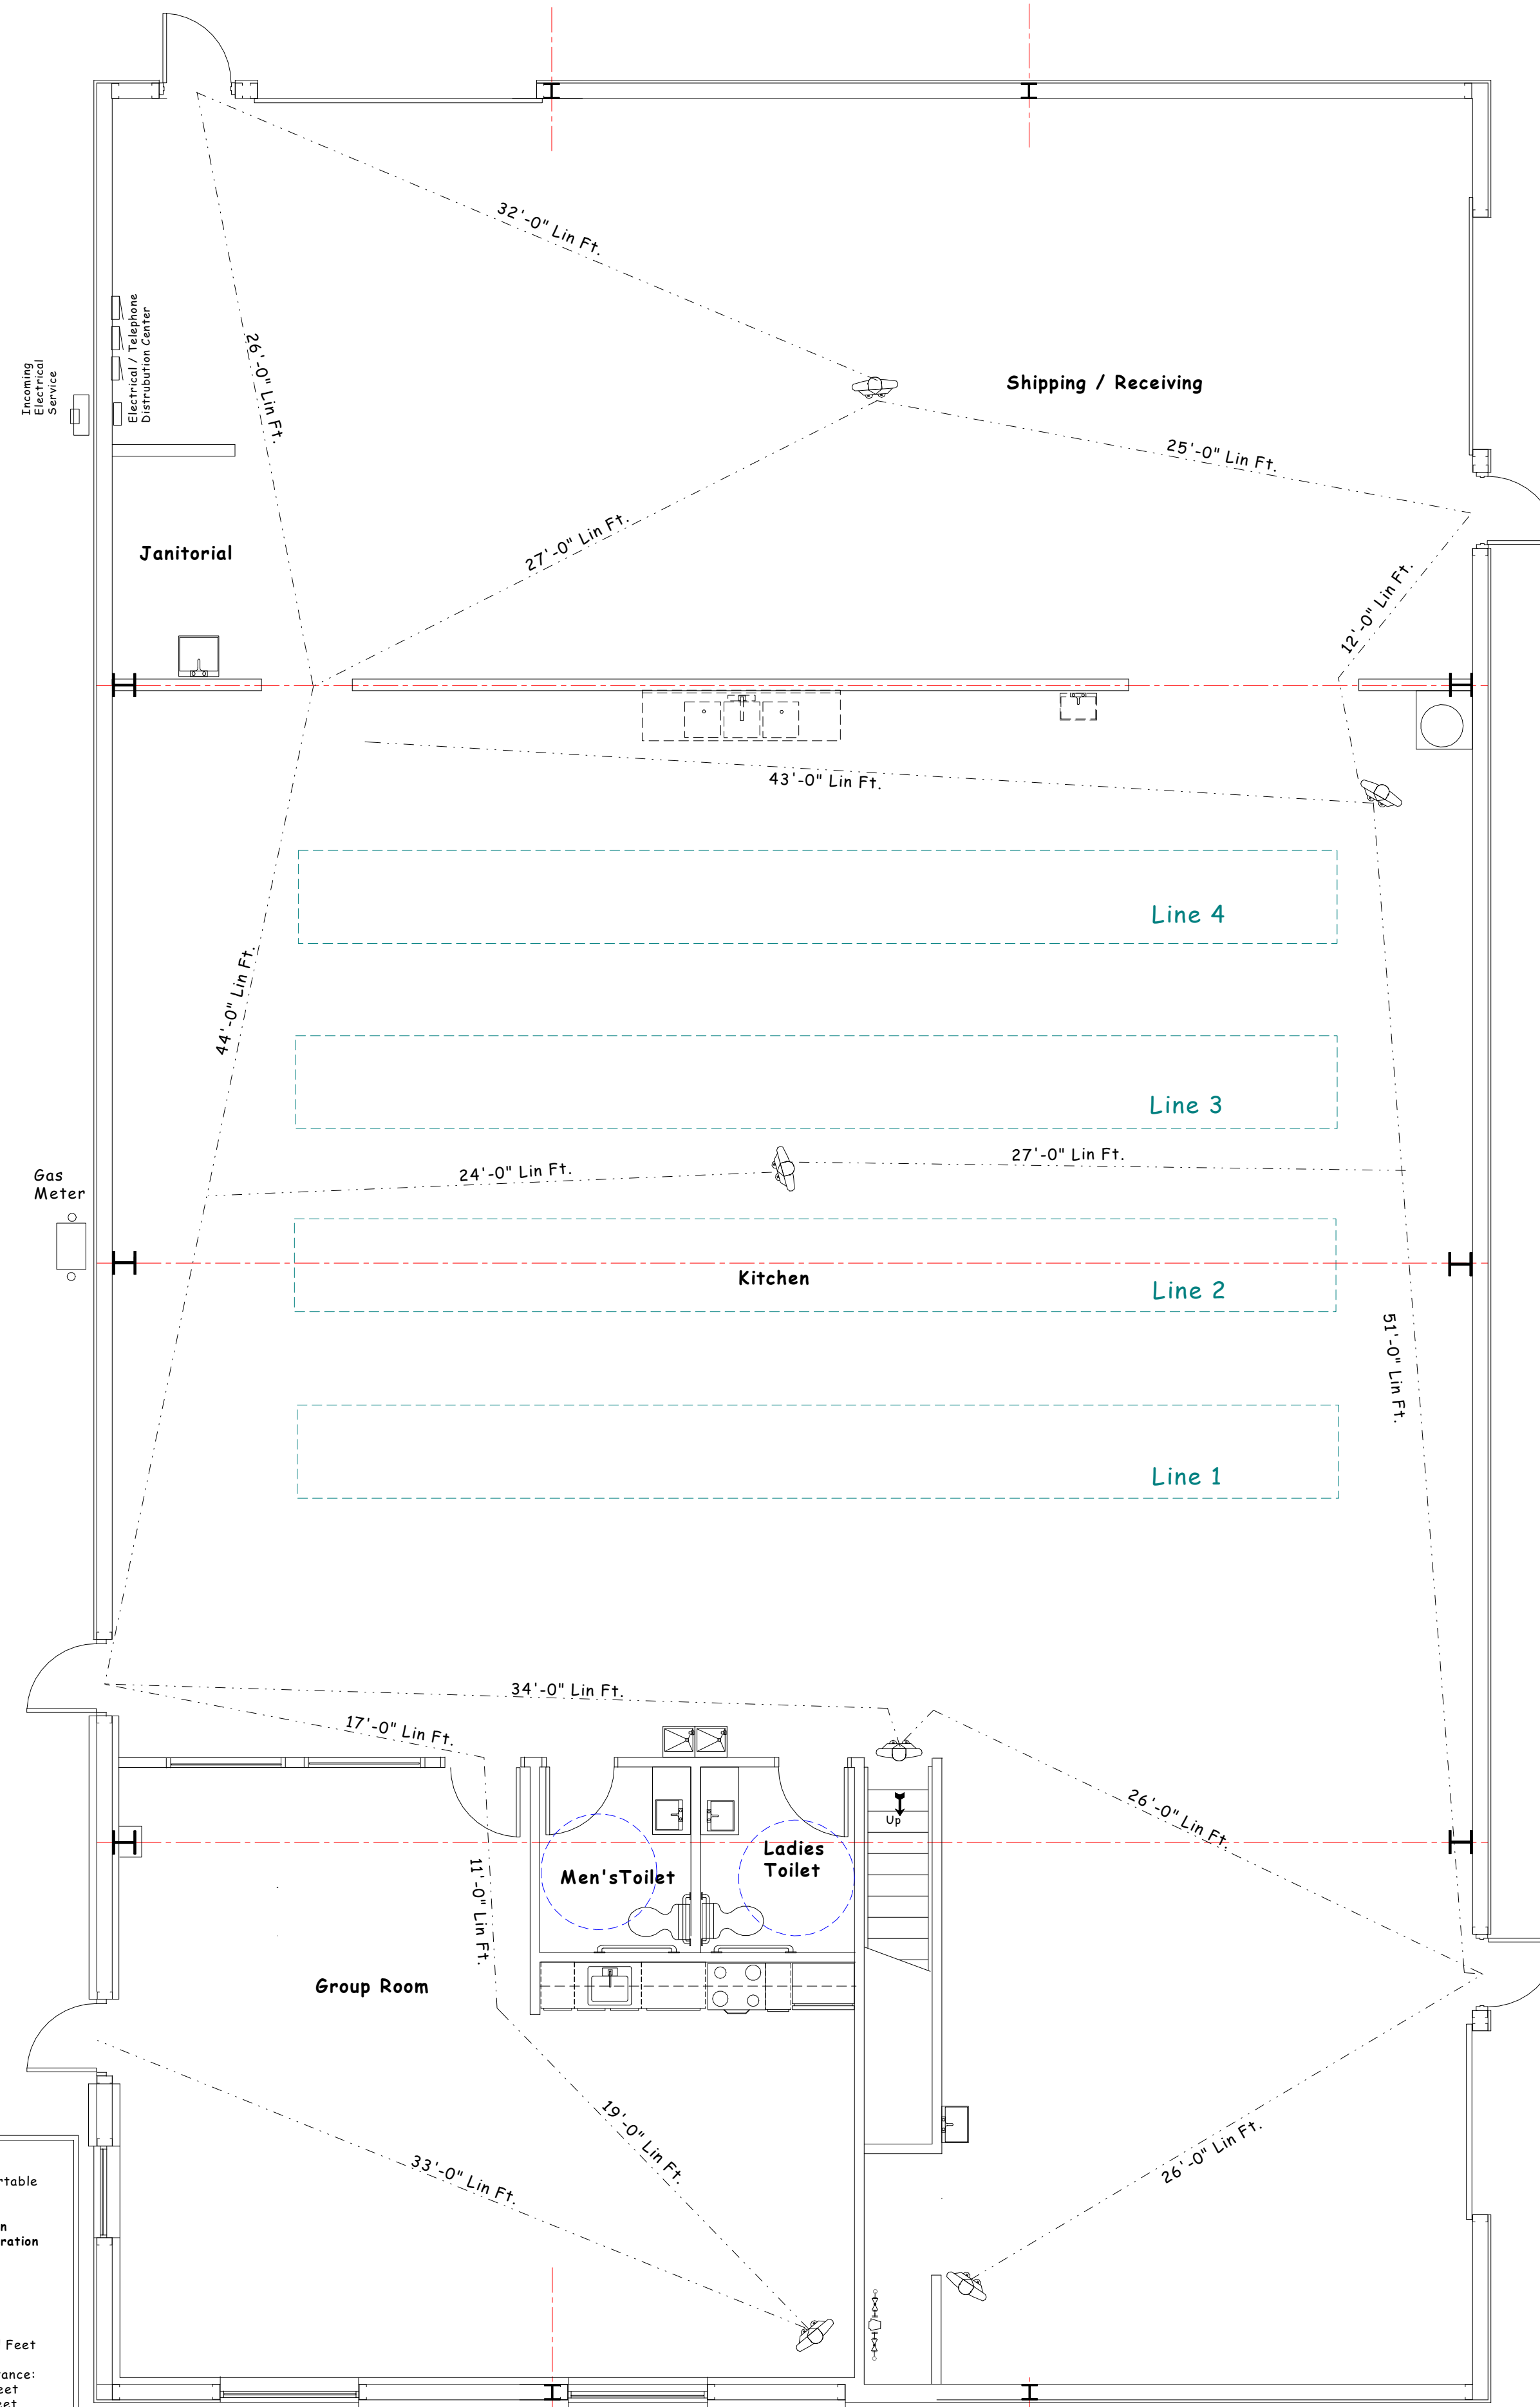 32'-0" Lin Ft.
26'-0" Lin Ft.
Incoming
Electrical
Service
Electrical / Telephone
Distrubution Center
Shipping / Receiving
25'-0" Lin Ft.
27'-0" Lin Ft.
Janitorial
12'-0" Lin Ft.
43'-0" Lin Ft.
Line 4
44'-0" Lin Ft.
Line 3
24'-0" Lin Ft.
27'-0" Lin Ft.
Gas
Meter
Kitchen
Line 2
51'-0" Lin Ft.
Line 1
34'-0" Lin Ft.
17'-0" Lin Ft.
26'-0" Lin Ft.
Up
Ladies
Toilet
Men'sToilet
11'-0" Lin Ft.
Group Room
19'-0" Lin Ft.
33'-0" Lin Ft.
26'-0" Lin Ft.
rtable
n
ration
Feet
ance:
eet
eet